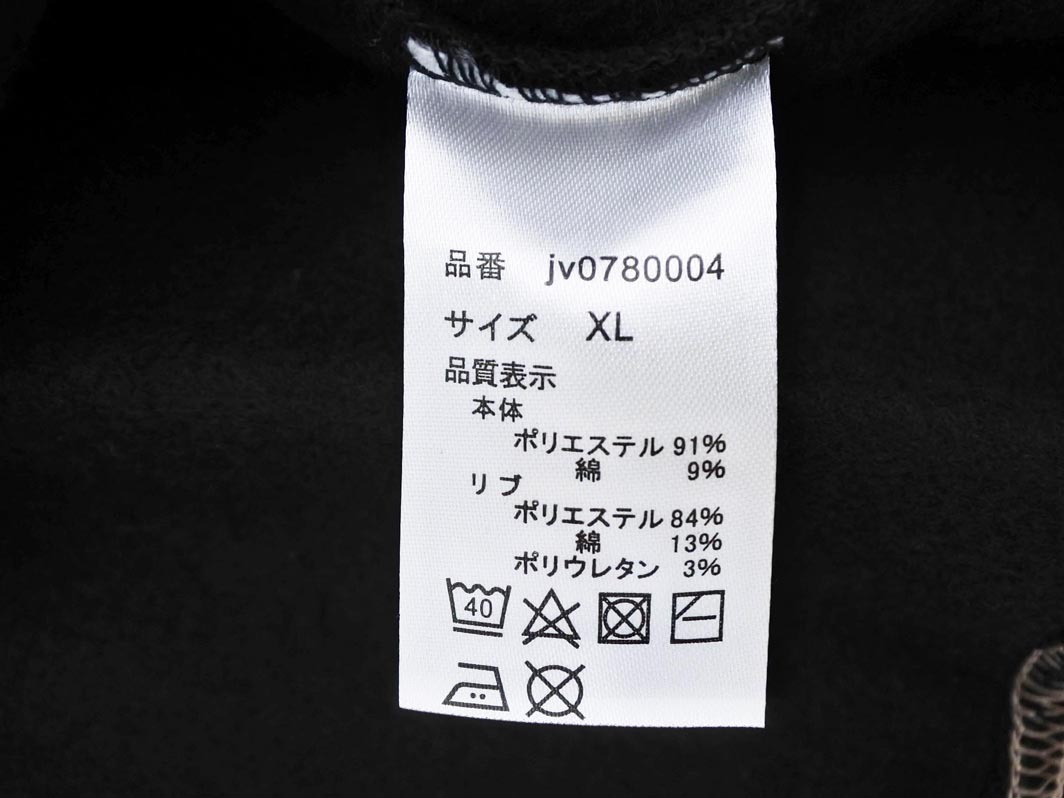 品番 jv0780004
サイズ XL
品質表示
本体
ポリエステル 91%
綿 9%
リブ
ポリエステル 84%
綿 13%
ポリウレタン 3%
40